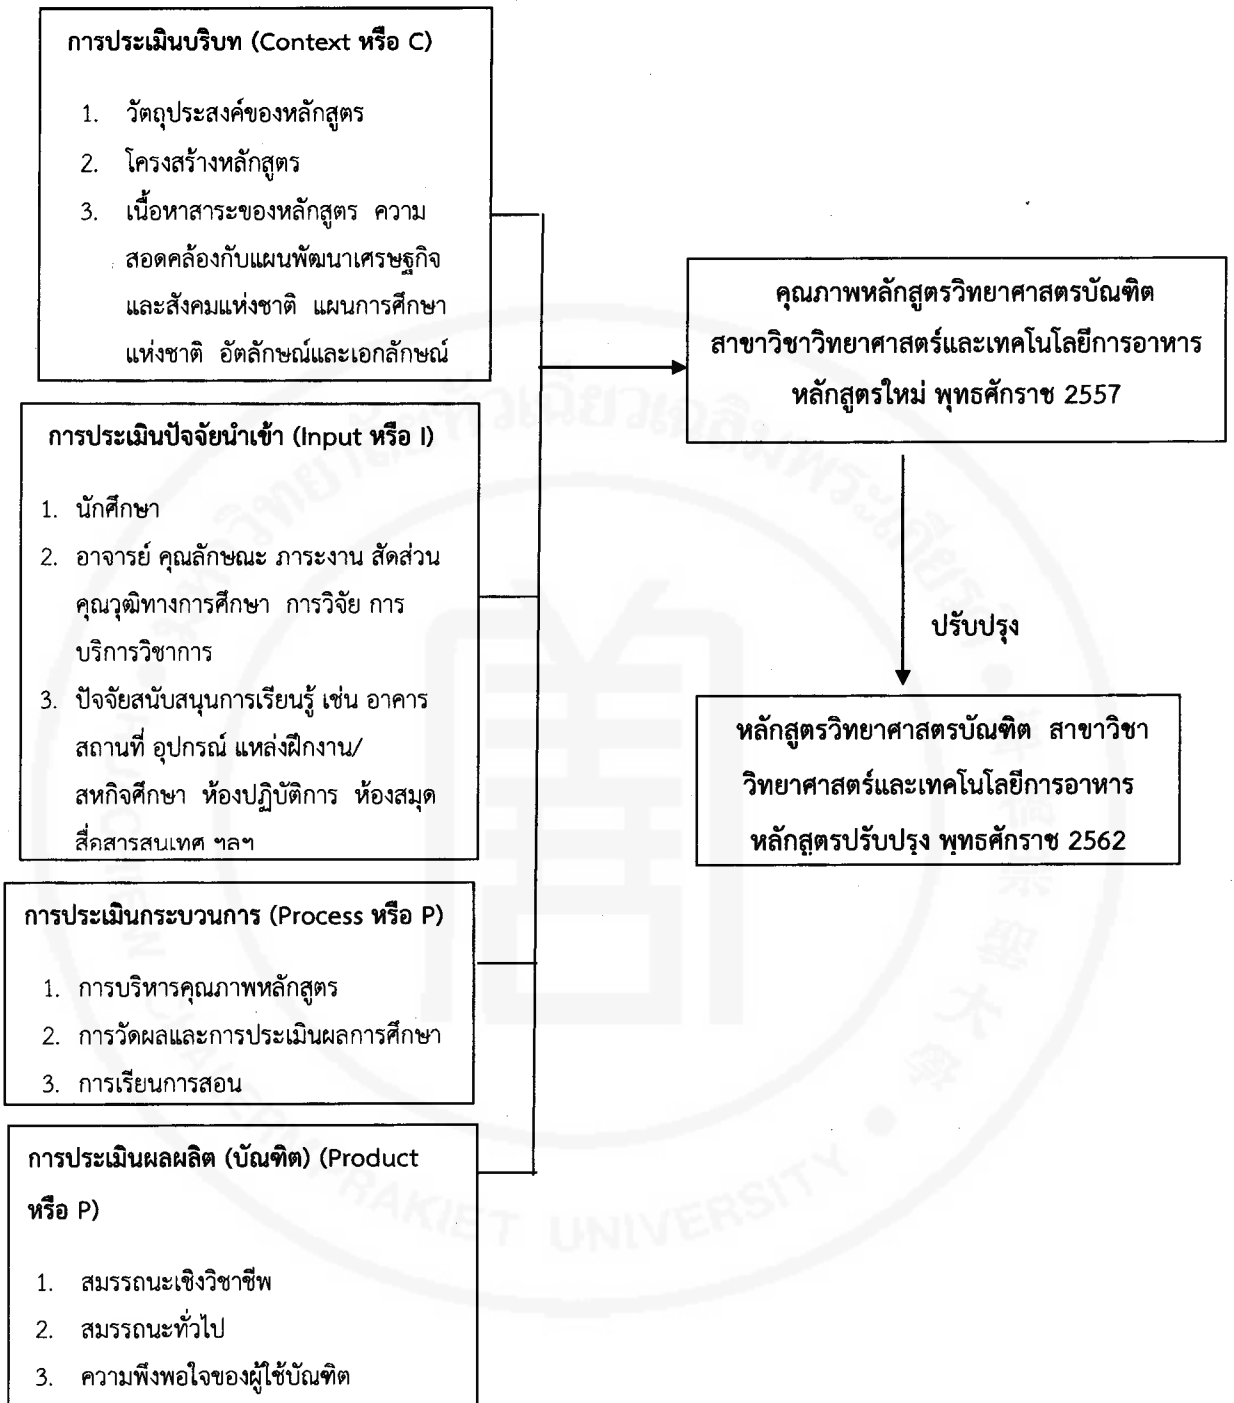 การประเมินบริบท (Context หรือ C)
1. วัตถุประสงค์ของหลักสูตร
2. โครงสร้างหลักสูตร
3. เนื้อหาสาระของหลักสูตร ความ
สอดคล้องกับแผนพัฒนาเศรษฐกิจ
และสังคมแห่งชาติ แผนการศึกษา
แห่งชาติ อัตลักษณ์และเอกลักษณ์
การประเมินปัจจัยนำเข้า (Input หรือ I)
1. นักศึกษา
2. อาจารย์ คุณลักษณะ ภาระงาน สัดส่วน
คุณวุฒิทางการศึกษา การวิจัย การ
บริการวิชาการ
3. ปัจจัยสนับสนุนการเรียนรู้ เช่น อาคาร
สถานที่ อุปกรณ์ แหล่งฝึกงาน/
สหกิจศึกษา ห้องปฏิบัติการ ห้องสมุด
สื่อสารสนเทศ ฯลฯ
การประเมินกระบวนการ (Process หรือ P)
1. การบริหารคุณภาพหลักสูตร
2. การวัดผลและการประเมินผลการศึกษา
3. การเรียนการสอน
การประเมินผลผลิต (บัณฑิต) (Product
หรือ P)
1. สมรรถนะเชิงวิชาชีพ
2. สมรรถนะทั่วไป
3. ความพึงพอใจของผู้ใช้บัณฑิต
คุณภาพหลักสูตรวิทยาศาสตรบัณฑิต
สาขาวิชาวิทยาศาสตร์และเทคโนโลยีการอาหาร
หลักสูตรใหม่ พุทธศักราช 2557
ปรับปรุง
หลักสูตรวิทยาศาสตรบัณฑิต สาขาวิชา
วิทยาศาสตร์และเทคโนโลยีการอาหาร
หลักสูตรปรับปรุง พุทธศักราช 2562